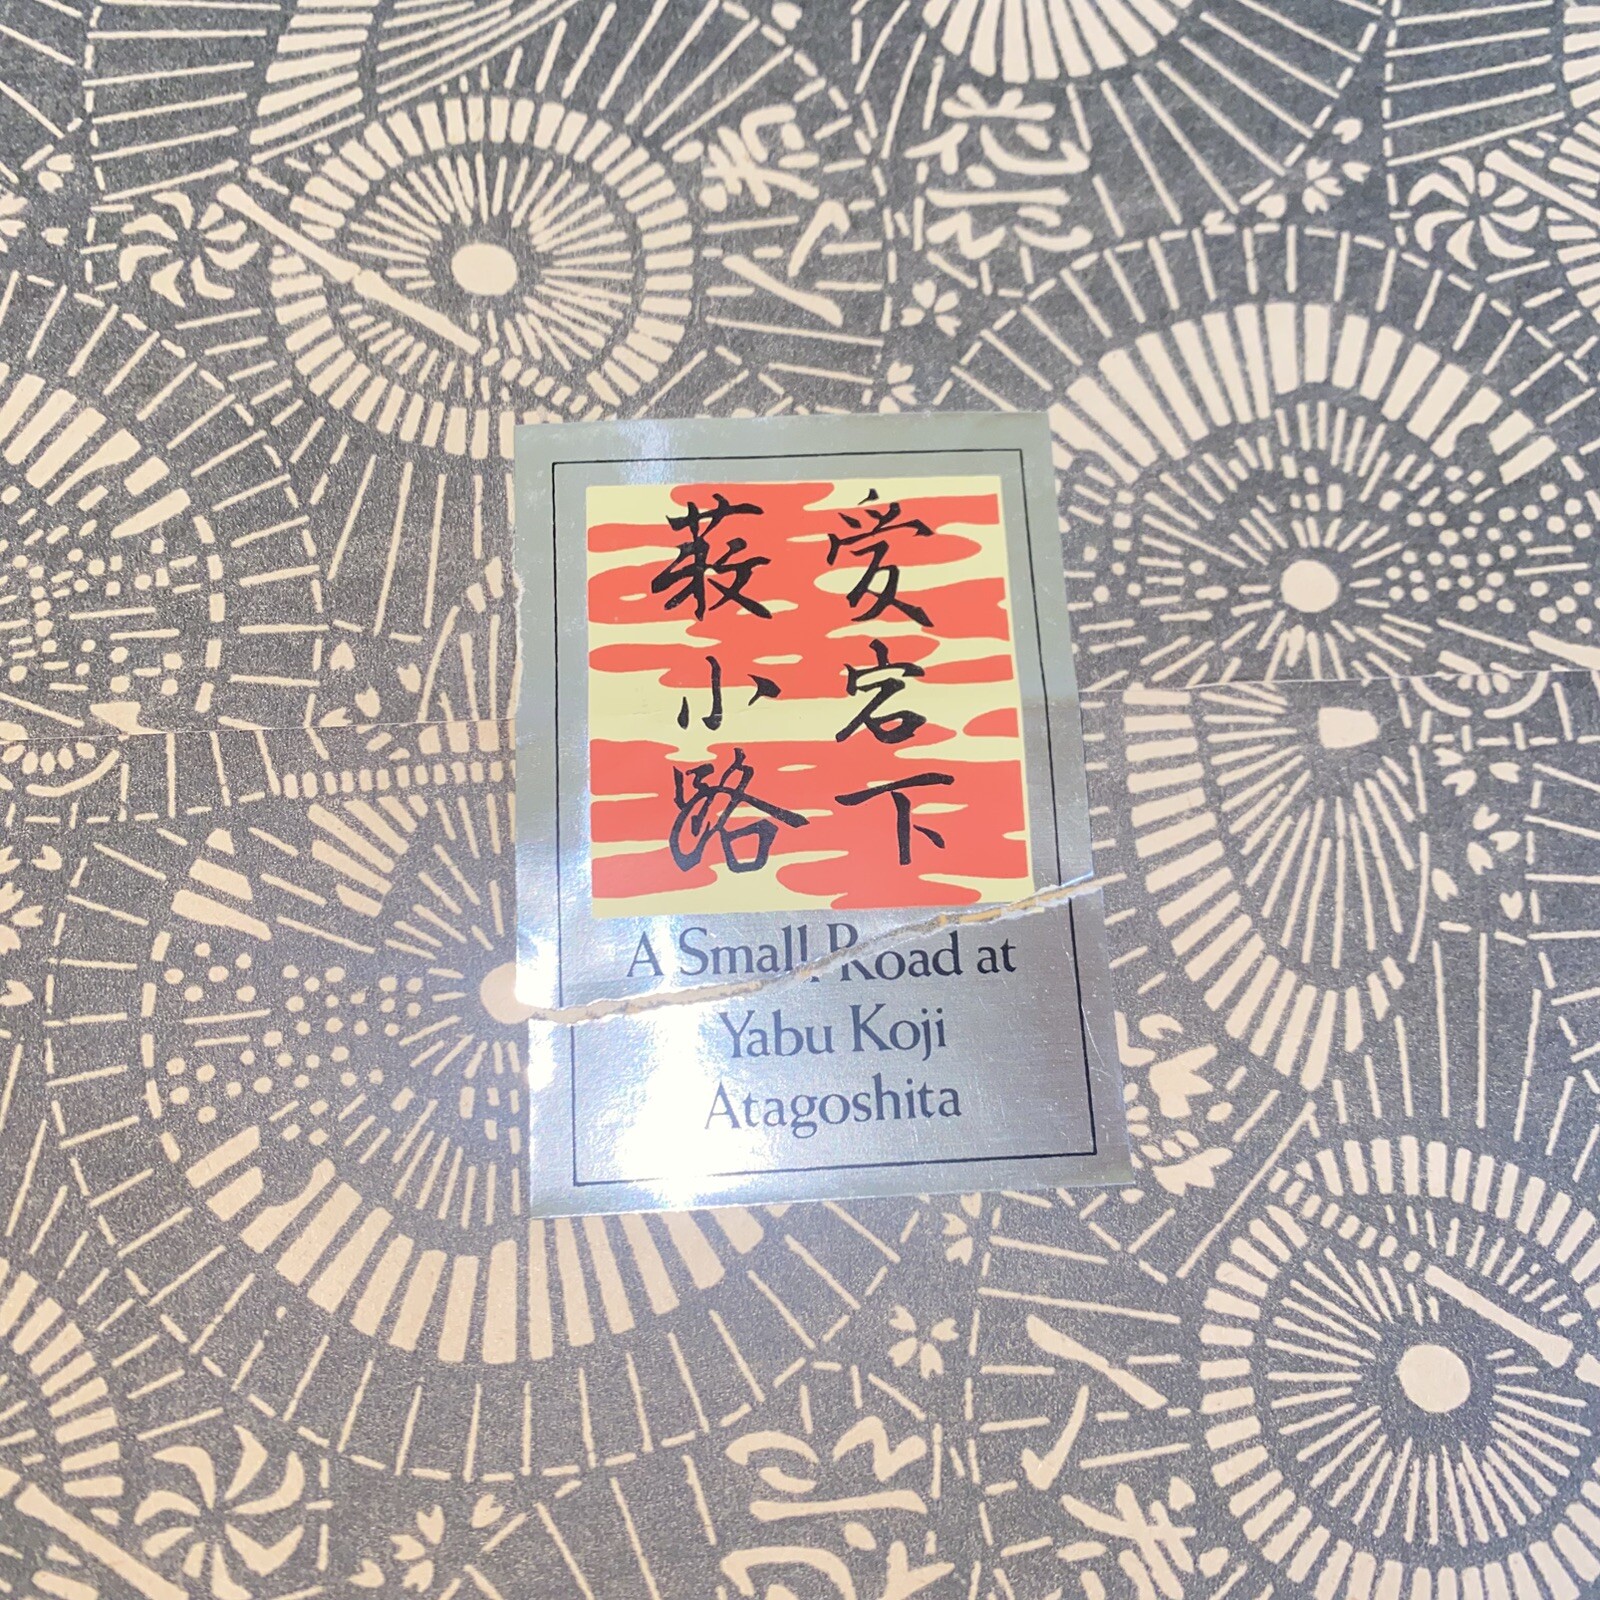 愛宕下
薮小路
A Small Road at
Yabu Koji
Atagoshita